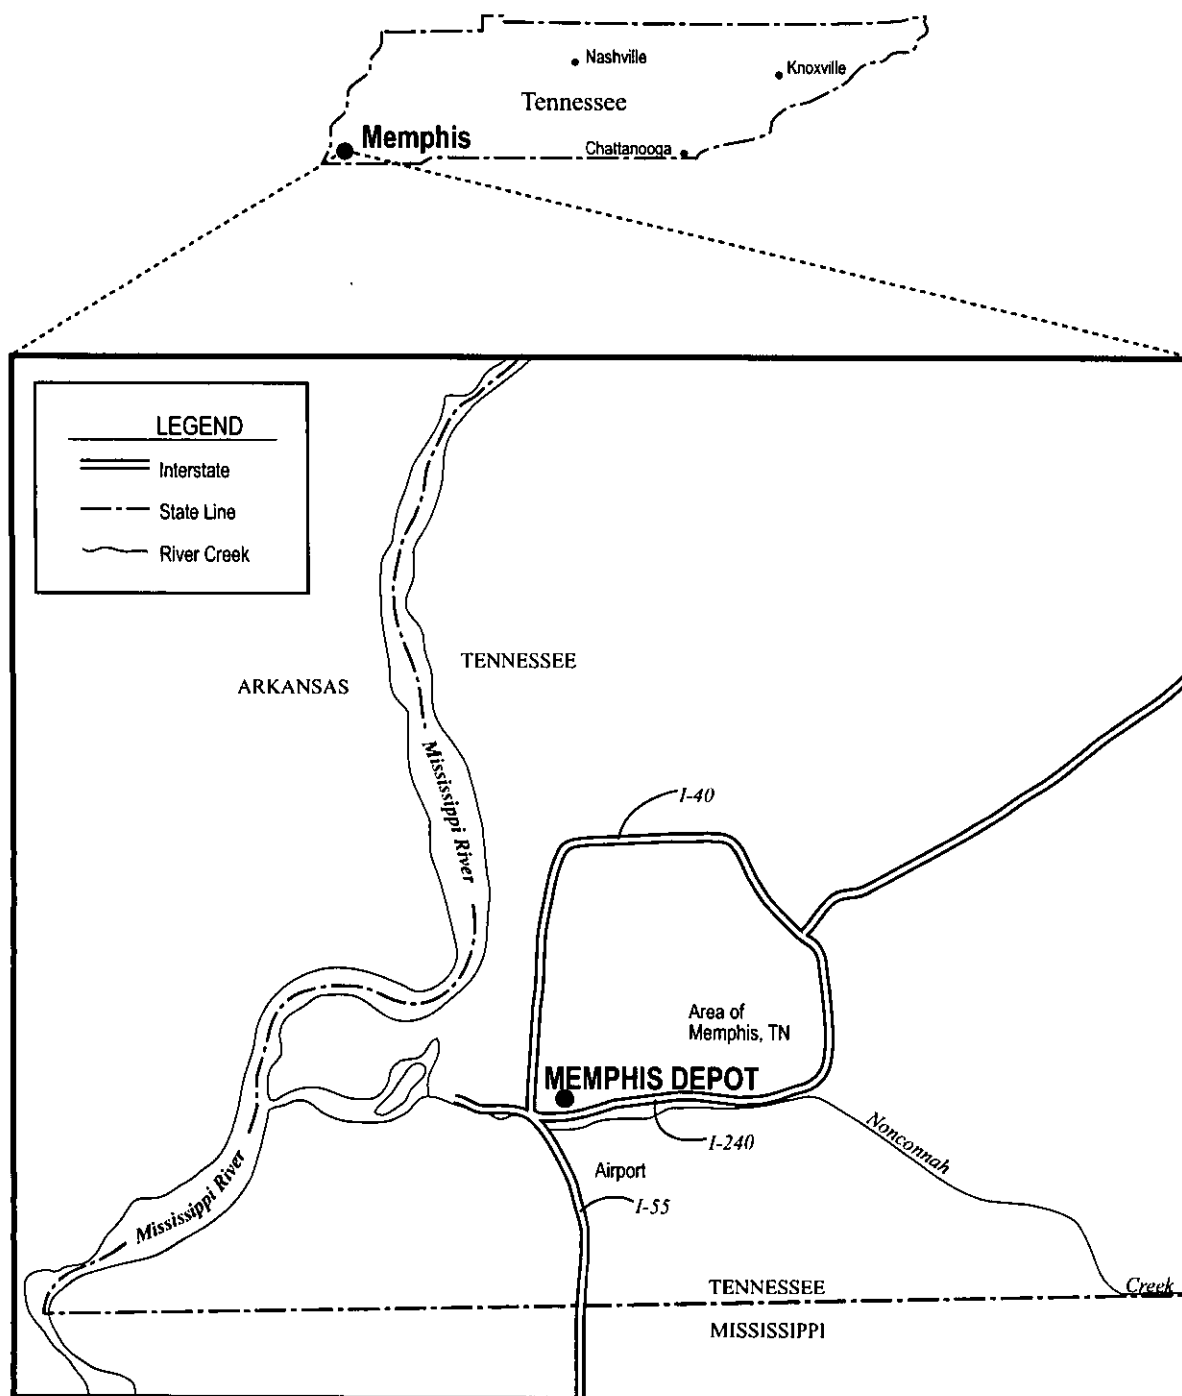 Nashville
Knoxville
Tennessee
Memphis
Chattanooga
LEGEND
Interstate
State Line
River Creek
TENNESSEE
ARKANSAS
Mississippi River
I-40
Area of
Memphis, TN
MEMPHIS DEPOT
I-240
Nonconnah
Airport
Mississippi River
I-55
TENNESSEE
Creek
MISSISSIPPI